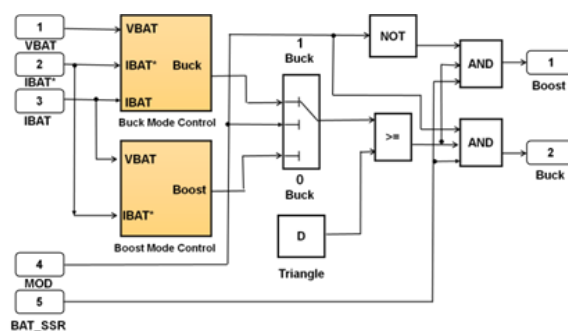 1
VBAT
2
IBAT*
3
IBAT
VBAT
IBAT*
Buck
IBAT
Buck Mode Control
VBAT
Boost
IBAT*
Boost Mode Control
4
MOD
5
BAT_SSR
1
Buck
0
Buck
D
Triangle
>=
NOT
AND
AND
1
Boost
2
Buck